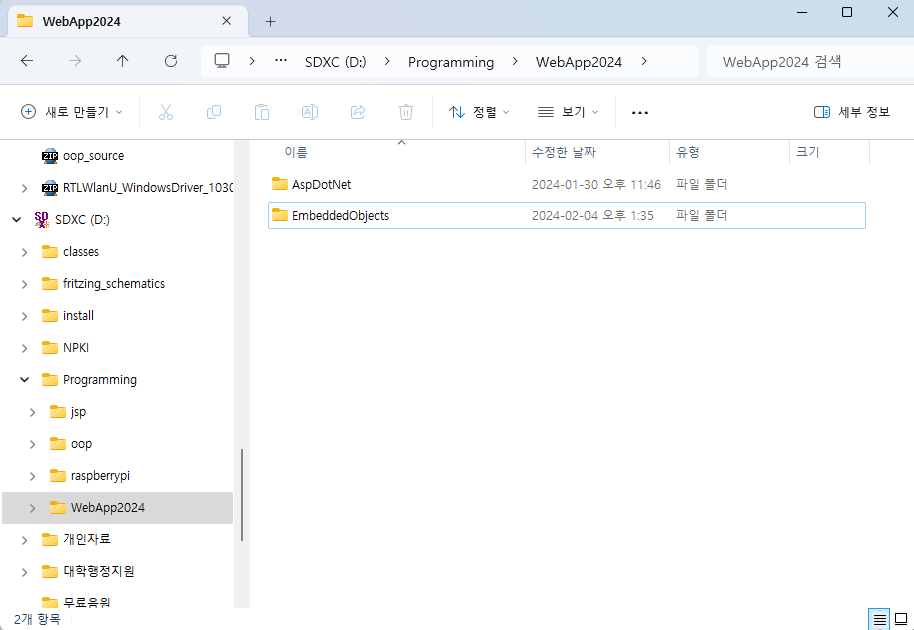 WebApp2024
SDXC (D:) Programming WebApp2024
WebApp2024 검색
새로 만들기
정렬
보기
세부 정보
oop_source
RTLWlanU_WindowsDriver_1030
SDXC (D:)
classes
fritzing_schematics
install
NPKI
Programming
jsp
oop
raspberrypi
WebApp2024
개인자료
대학행정지원
무료음원
이름 수정한 날짜 유형 크기
AspDotNet 2024-01-30 오후 11:46 파일 폴더
EmbeddedObjects 2024-02-04 오후 1:35 파일 폴더
2개 항목